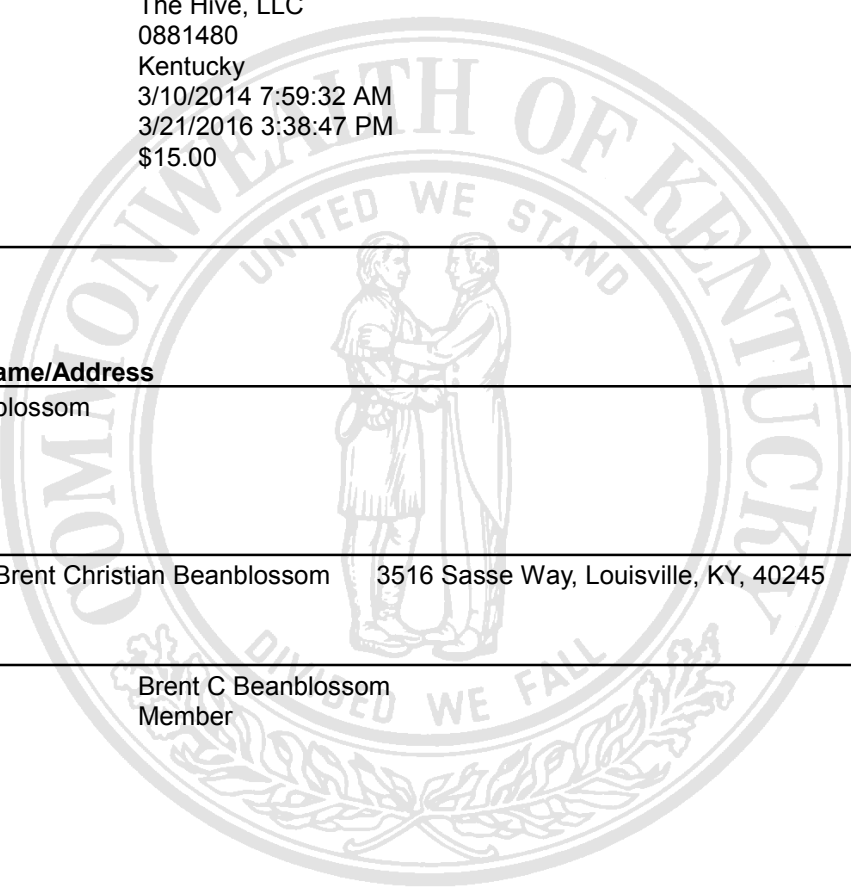 The Hive, LLC
0881480
Kentucky
3/10/2014 7:59:32 AM
3/21/2016 3:38:47 PM
$15.00
COMMONWEALTH OF KENTUCKY
UNITED WE STAND
ame/Address
blossom
Brent Christian Beanblossom 3516 Sasse Way, Louisville, KY, 40245
DIVIDED WE FALL
Brent C Beanblossom
Member